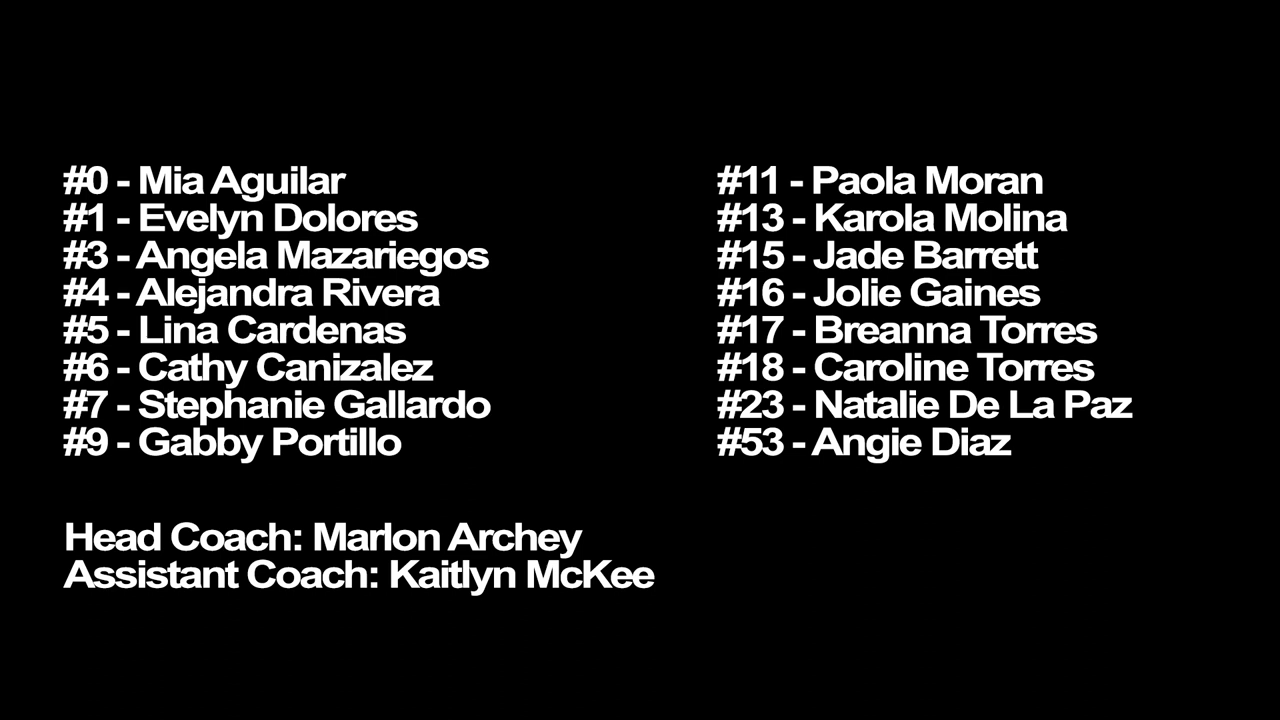 #0 - Mia Aguilar
#1 - Evelyn Dolores
#3 - Angela Mazariegos
#4 - Alejandra Rivera
#5 - Lina Cardenas
#6 - Cathy Canizalez
#7 - Stephanie Gallardo
#9 - Gabby Portillo
#11 - Paola Moran
#13 - Karola Molina
#15 - Jade Barrett
#16 - Jolie Gaines
#17 - Breanna Torres
#18 - Caroline Torres
#23 - Natalie De La Paz
#53 - Angie Diaz
Head Coach: Marlon Archey
Assistant Coach: Kaitlyn McKee